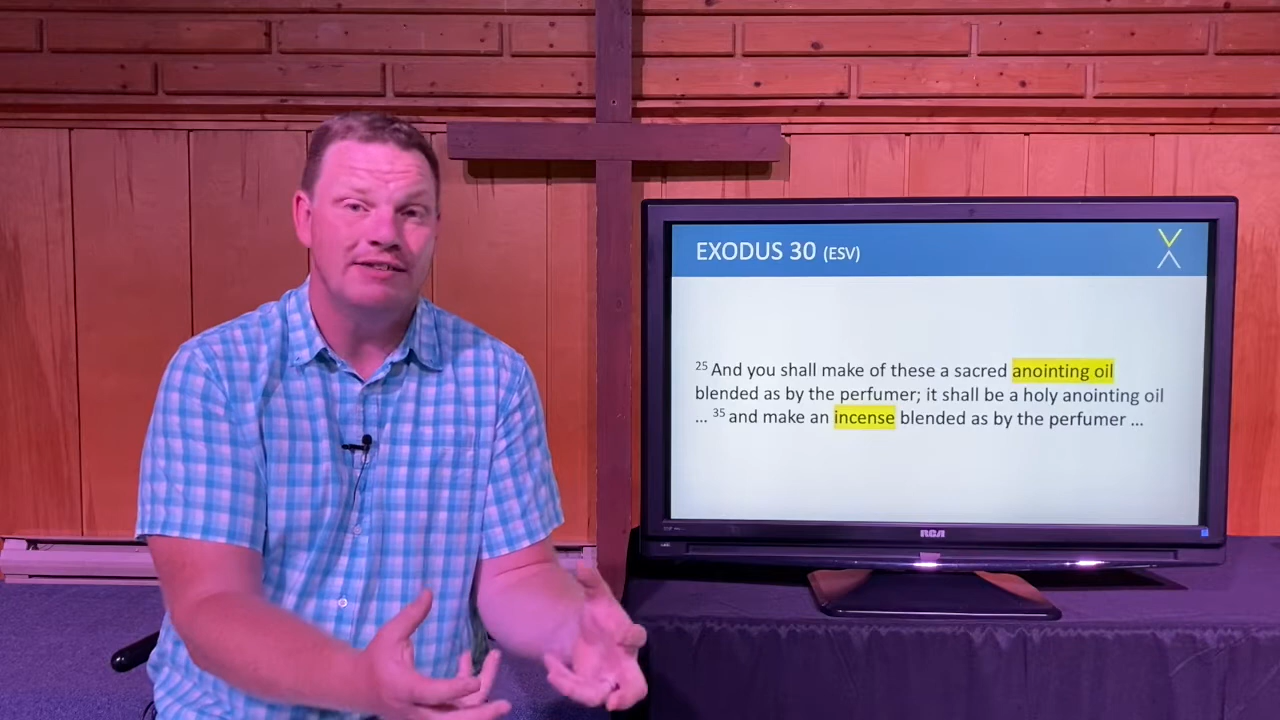 EXODUS 30 (ESV)
25 And you shall make of these a sacred anointing oil
blended as by the perfumer; it shall be a holy anointing oil
... 35 and make an incense blended as by the perfumer ...
RCA